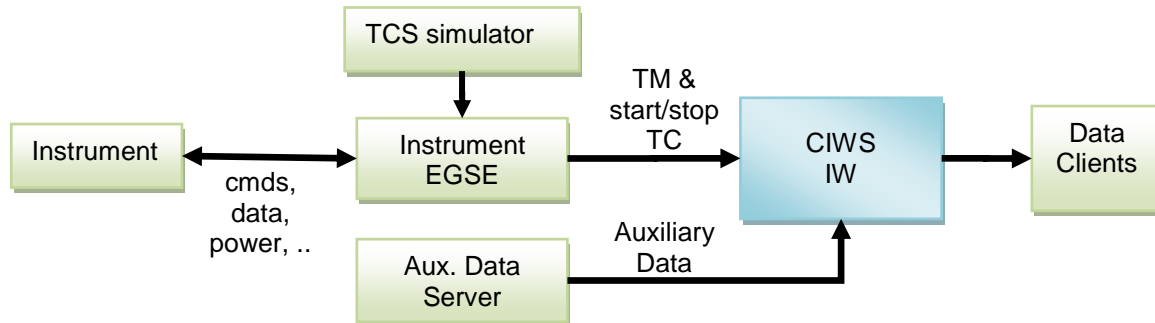 TCS simulator
Instrument
cmds,
data,
power, ..
Instrument
EGSE
TM &
start/stop
TC
CIWS
IW
Data
Clients
Aux. Data
Server
Auxiliary
Data